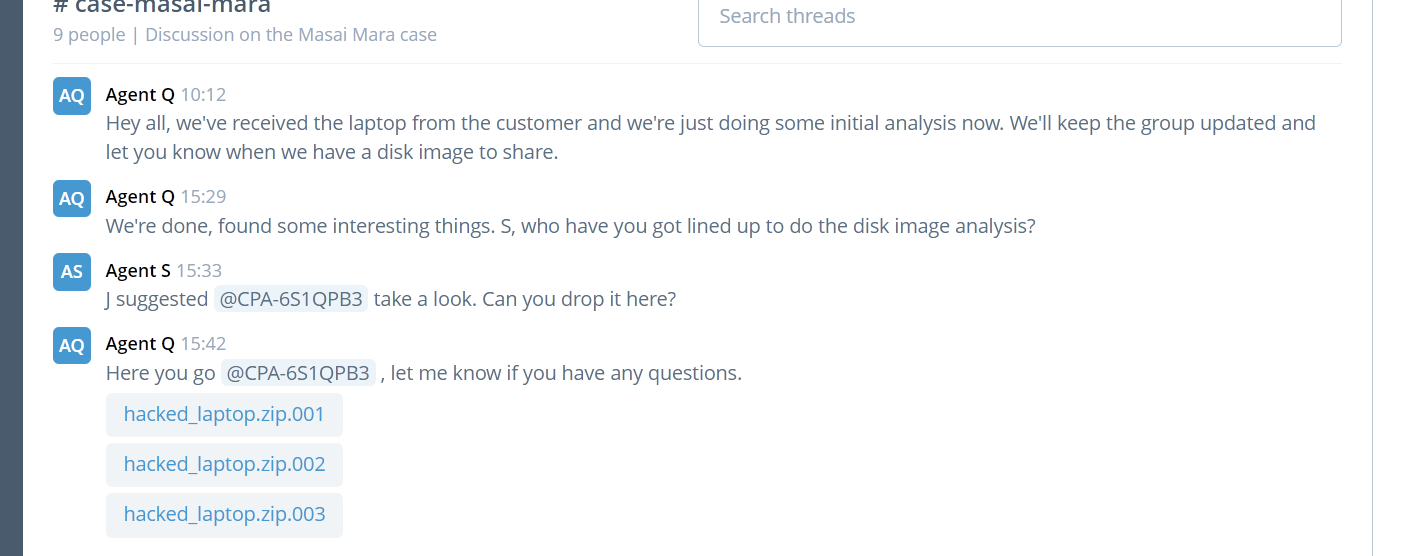 # case-masai-mara
9 people | Discussion on the Masai Mara case
Search threads
AQ
Agent Q 10:12
Hey all, we've received the laptop from the customer and we're just doing some initial analysis now. We'll keep the group updated and
let you know when we have a disk image to share.
AQ
Agent Q 15:29
We're done, found some interesting things. S, who have you got lined up to do the disk image analysis?
AS
Agent S 15:33
J suggested @CPA-6S1QPB3 take a look. Can you drop it here?
AQ
Agent Q 15:42
Here you go @CPA-6S1QPB3 , let me know if you have any questions.
hacked_laptop.zip.001
hacked_laptop.zip.002
hacked_laptop.zip.003